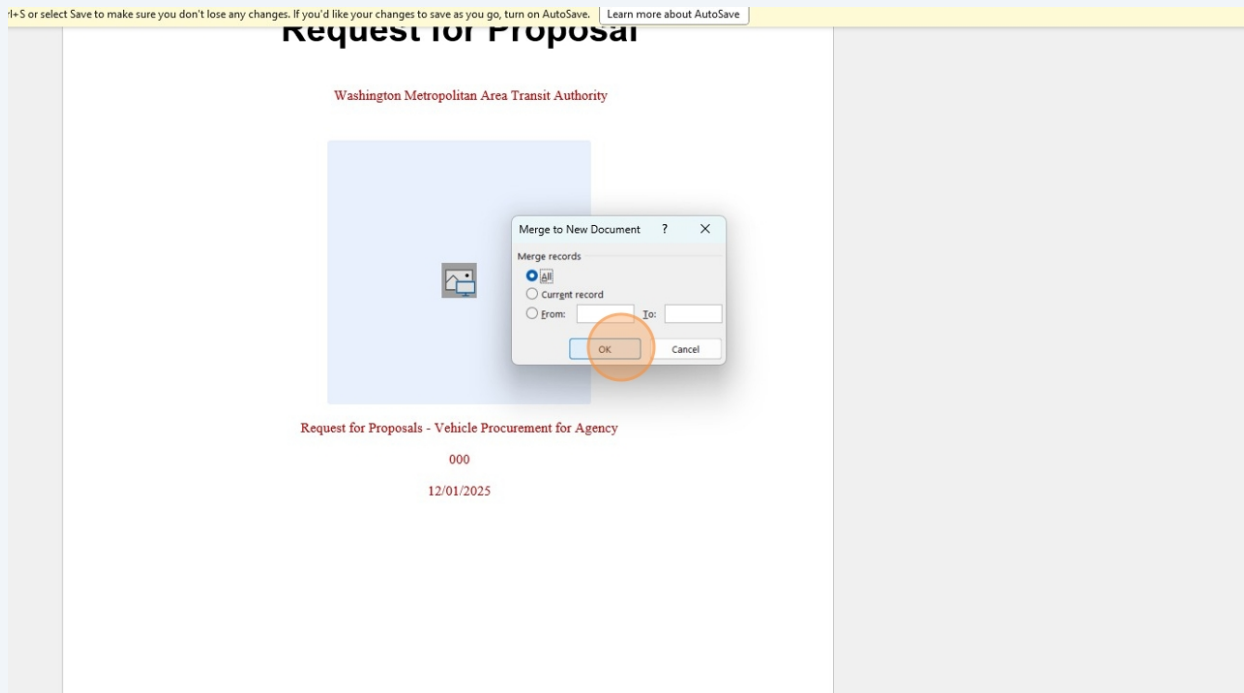 rl+S or select Save to make sure you don't lose any changes. If you'd like your changes to save as you go, turn on AutoSave. Learn more about AutoSave
Request for Proposal
Washington Metropolitan Area Transit Authority
Merge to New Document ? X
Merge records
All
Current record
From: To:
OK Cancel
Request for Proposals - Vehicle Procurement for Agency
000
12/01/2025